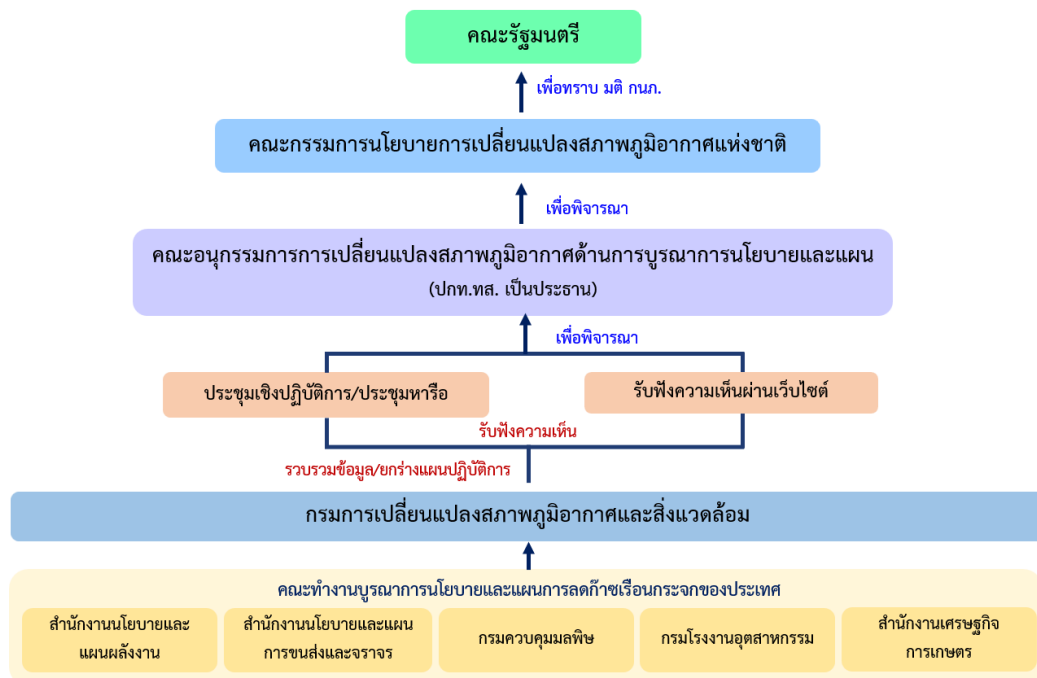 คณะรัฐมนตรี
เพื่อทราบ มติ กนภ.
คณะกรรมการนโยบายการเปลี่ยนแปลงสภาพภูมิอากาศแห่งชาติ
เพื่อพิจารณา
คณะอนุกรรมการการเปลี่ยนแปลงสภาพภูมิอากาศด้านการบูรณาการนโยบายและแผน
(ปกท.ทส. เป็นประธาน)
เพื่อพิจารณา
ประชุมเชิงปฏิบัติการ/ประชุมหารือ
รับฟังความเห็นผ่านเว็บไซต์
รับฟังความเห็น
รวบรวมข้อมูล/ยกร่างแผนปฏิบัติการ
กรมการเปลี่ยนแปลงสภาพภูมิอากาศและสิ่งแวดล้อม
คณะทำงานบูรณาการนโยบายและแผนการลดก๊าซเรือนกระจกของประเทศ
สำนักงานนโยบายและ
แผนผลังงาน
สำนักงานนโยบายและแผน
การขนส่งและจราจร
กรมควบคุมมลพิษ
กรมโรงงานอุตสาหกรรม
สำนักงานเศรษฐกิจ
การเกษตร